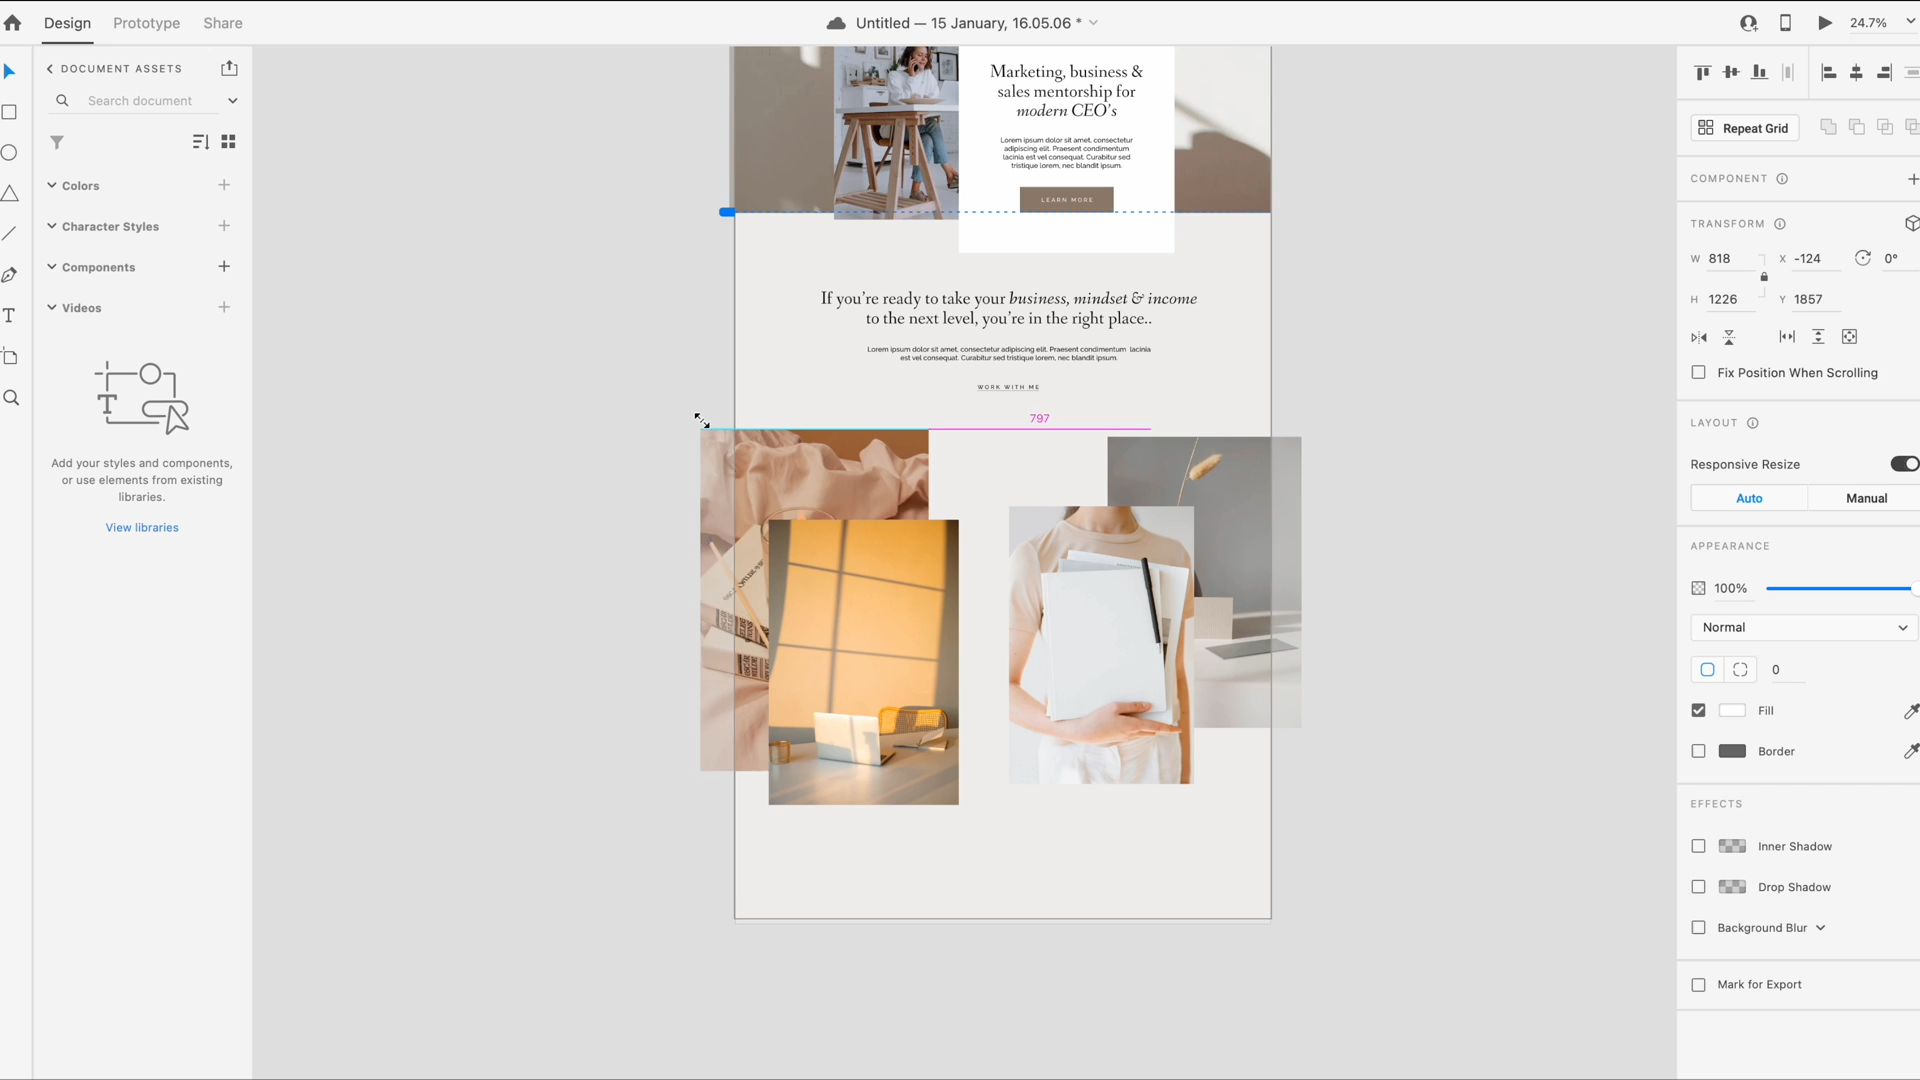 Design
Prototype
Share
Untitled — 15 January, 16.05.06 *
24.7%
DOCUMENT ASSETS
Search document
Colors
Character Styles
Components
Videos
T
Add your styles and components,
or use elements from existing
libraries.
View libraries
Marketing, business &
sales mentorship for
modern CEO's
Lorem ipsum dolor sit amet, consectetur
adipiscing elit. Praesent condimentum
lacinia est vel consequat. Curabitur sed
tristique lorem, nec blandit ipsum.
LEARN MORE
If you're ready to take your business, mindset & income
to the next level, you're in the right place..
Lorem ipsum dolor sit amet, consectetur adipiscing elit. Praesent condimentum lacinia
est vel consequat. Curabitur sed tristique lorem, nec blandit ipsum.
WORK WITH ME
797
Repeat Grid
COMPONENT
TRANSFORM
W 818
X -124
0°
H 1226
Y 1857
Fix Position When Scrolling
LAYOUT
Responsive Resize
Auto
Manual
APPEARANCE
100%
Normal
0
Fill
Border
EFFECTS
Inner Shadow
Drop Shadow
Background Blur
Mark for Export